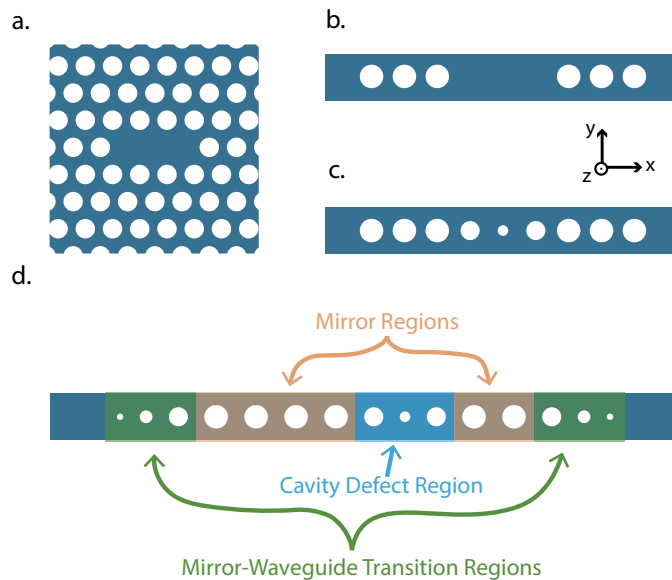 a.
b.
y
x
z
c.
d.
Mirror Regions
Cavity Defect Region
Mirror-Waveguide Transition Regions